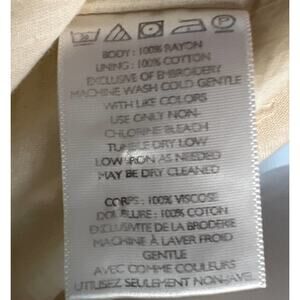 BODY : 100% RAYON
LINING : 100% COTTON
EXCLUSIVE OF EMBROIDERY
MACHINE WASH COLD GENTLE
WITH LIKE COLORS
USE ONLY NON-
CHLORINE BLEACH
TUMBLE DRY LOW
LOW IRON AS NEEDED
MAY BE DRY CLEANED
CORPS : 100% VISCOSE
DOUBLURE : 100% COTON
EXCLUSIVITE DE LA BRODERIE
MACHINE À LAVER FROID
GENTLE
AVEC COMME COULEURS
UTILISEZ SEULEMENT NON-JAVEL